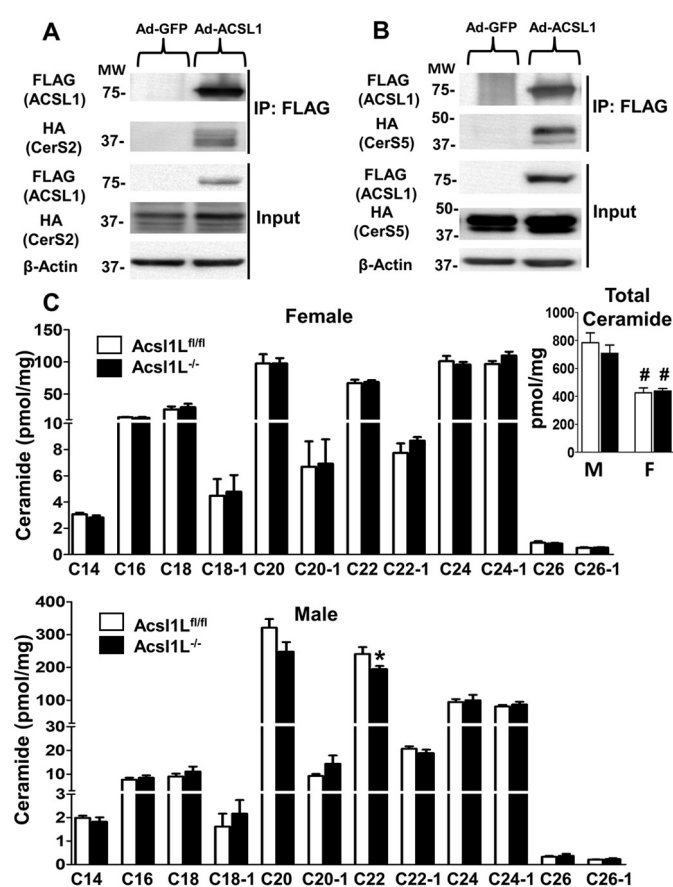 A
Ad-GFP Ad-ACSL1
MW
FLAG
(ACSL1)
75-
HA
(CerS2)
37-
IP: FLAG
FLAG
(ACSL1)
75-
HA
(CerS2)
37-
Input
β-Actin 37-
B
Ad-GFP Ad-ACSL1
MW
FLAG
(ACSL1)
75-
50-
HA
(CerS5)
37-
IP: FLAG
FLAG
(ACSL1)
75-
50-
HA
(CerS5)
37-
Input
β-Actin 37-
C
Female
Acsl1Lfl/fl
Acsl1L-/-
Ceramide (pmol/mg)
150
100
50
10
8
6
4
2
0
C14 C16 C18 C18-1 C20 C20-1 C22 C22-1 C24 C24-1 C26 C26-1
Total
Ceramide
pmol/mg
1000
800
600
400
200
0
# #
M F
Male
Acsl1Lfl/fl
Acsl1L-/-
Ceramide (pmol/mg)
400
300
200
100
30
20
10
3
2
1
0
*
C14 C16 C18 C18-1 C20 C20-1 C22 C22-1 C24 C24-1 C26 C26-1